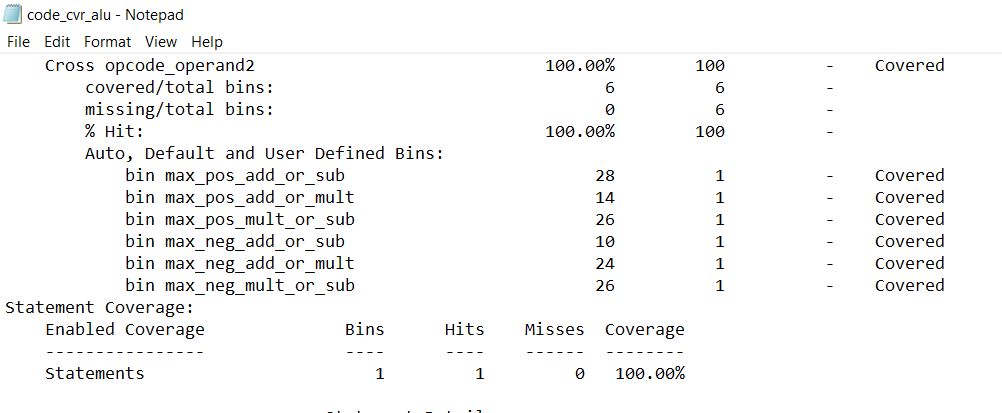 code_cvr_alu - Notepad
File Edit Format View Help
Cross opcode_operand2 100.00% 100 - Covered
covered/total bins: 6 6 -
missing/total bins: 0 6 -
% Hit: 100.00% 100 -
Auto, Default and User Defined Bins:
bin max_pos_add_or_sub 28 1 - Covered
bin max_pos_add_or_mult 14 1 - Covered
bin max_pos_mult_or_sub 26 1 - Covered
bin max_neg_add_or_sub 10 1 - Covered
bin max_neg_add_or_mult 24 1 - Covered
bin max_neg_mult_or_sub 26 1 - Covered
Statement Coverage:
Enabled Coverage Bins Hits Misses Coverage
---------------- ---- ---- ------ --------
Statements 1 1 0 100.00%